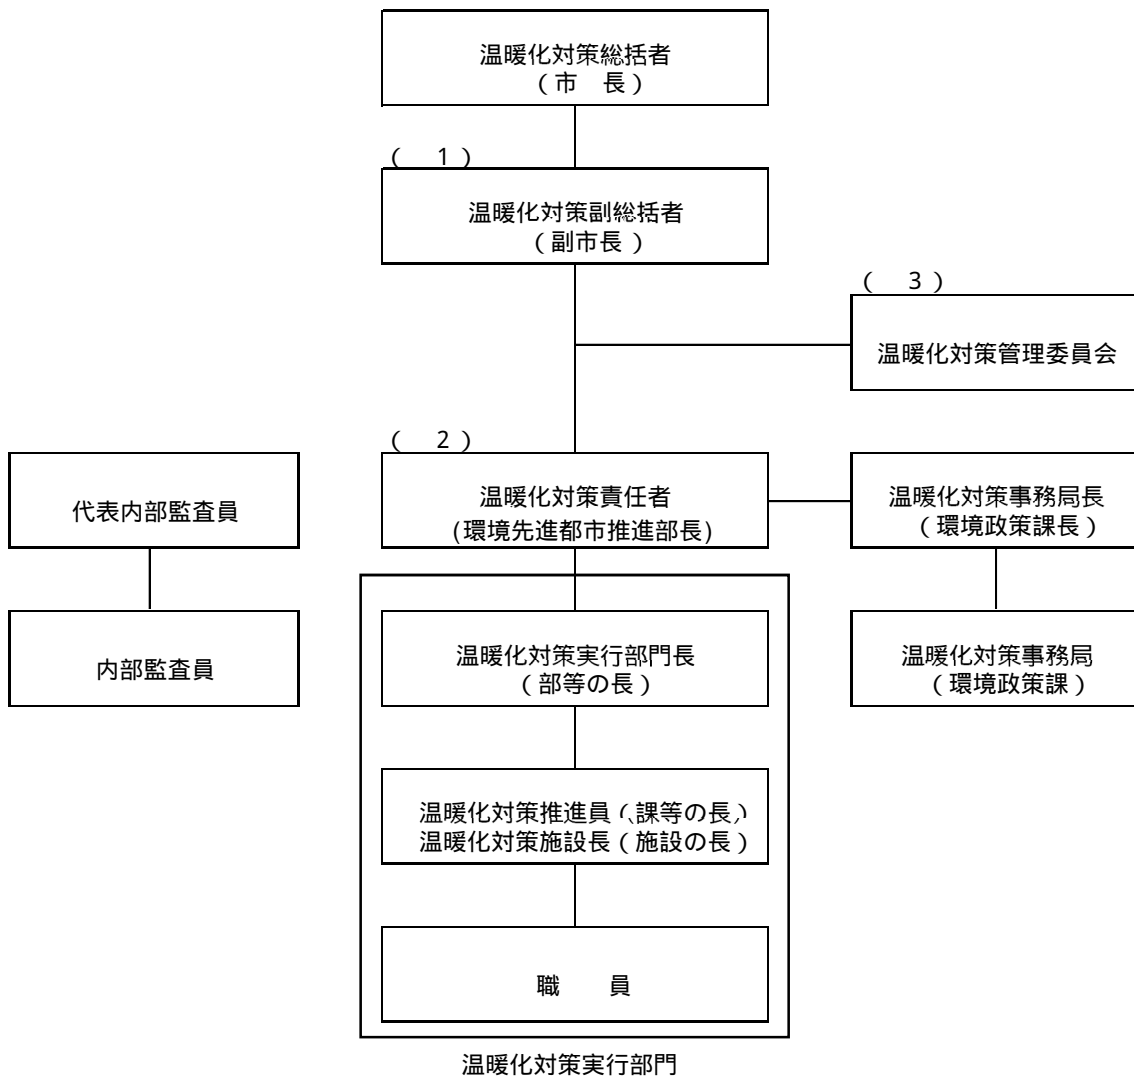 温暖化対策総括者
(市　長)
(　1)
温暖化対策副総括者
(副市長)
(　3)
温暖化対策管理委員会
(　2)
代表内部監査員
温暖化対策責任者
(環境先進都市推進部長)
温暖化対策事務局長
(環境政策課長)
内部監査員
温暖化対策実行部門長
(部等の長)
温暖化対策事務局
(環境政策課)
温暖化対策推進員(課等の長)
温暖化対策施設長(施設の長)
職　員
温暖化対策実行部門